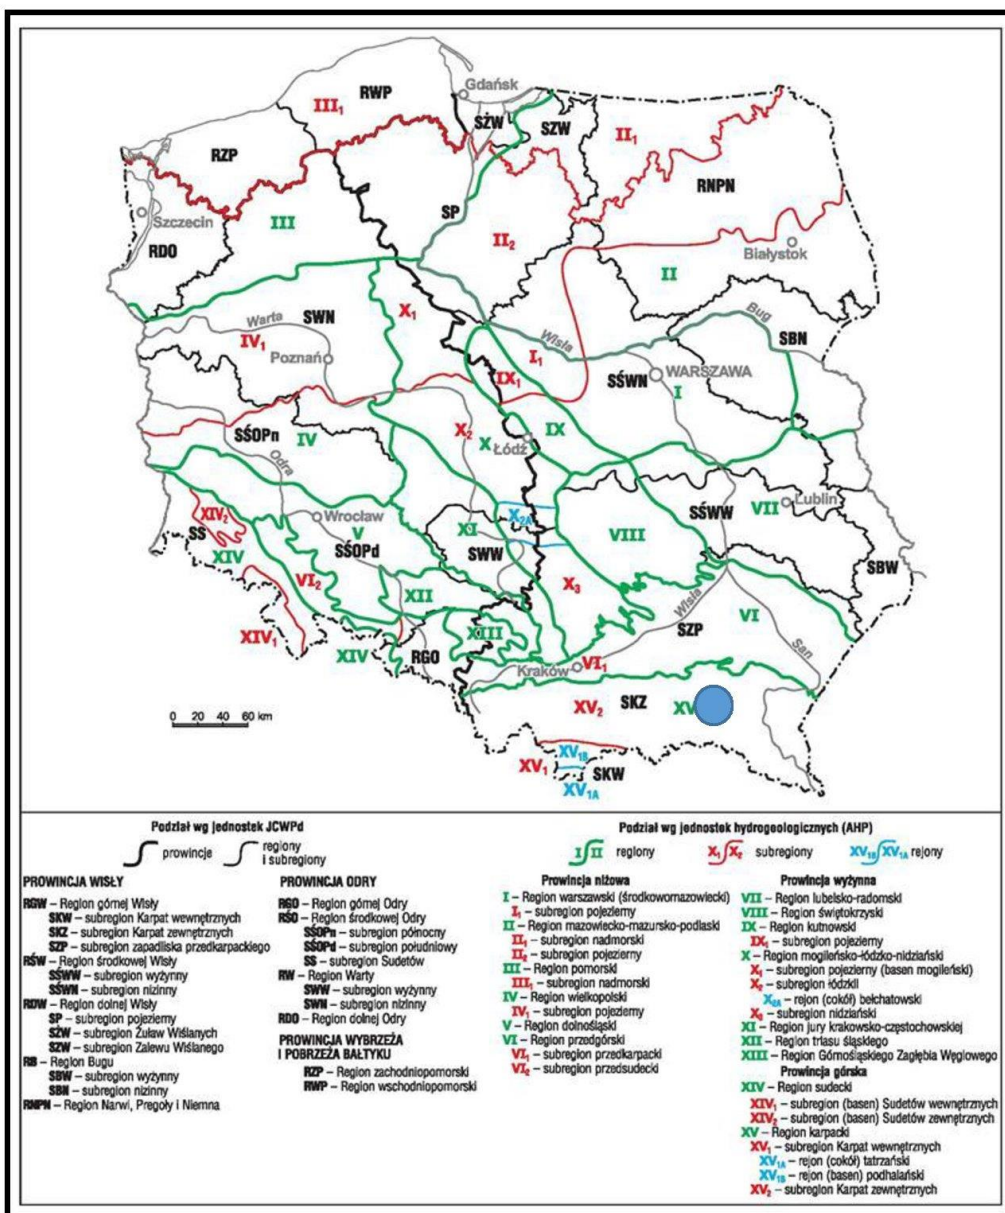 Gdańsk
RWP
III₁
SŻW
SZW
II₁
RZP
RNPN
Szczecin
SP
III
II₂
RDO
Białystok
II
SWN
X₁
Bug
Warta
IV₁
Wisła
SBN
Poznań
I₁
WARSZAWA
IX₁
SŚWN
I
SŚOPn
IV
X₂
X
IX
Łódź
Odra
XIV₂
Wrocław
V
X₂A
SŚWW
VII
Lublin
SS
SŚOPd
XI
VIII
XIV
SWW
SBW
VI₂
X₃
XII
Wisła
VI
XIV₁
SZP
XIII
San
XIV
RGO
Kraków
VI₁
SKZ
XV₂
XV
0 20 40 60 km
XV₁B
XV₁
SKW
XV₁A
Podział wg jednostek JCWPd
prowincje
regiony
i subregiony
PROWINCJA WISŁY
RGW – Region górnej Wisły
SKW – subregion Karpat wewnętrznych
SKZ – subregion Karpat zewnętrznych
SZP – subregion zapadliska przedkarpackiego
RŚW – Region środkowej Wisły
SŚWW – subregion wyżynny
SŚWN – subregion nizinny
RDW – Region dolnej Wisły
SP – subregion pojezierny
SŻW – subregion Żuław Wiślanych
SZW – subregion Zalewu Wiślanego
RB – Region Bugu
SBW – subregion wyżynny
SBN – subregion nizinny
RNPN – Region Narwi, Pregoły i Niemna
PROWINCJA ODRY
RGO – Region górnej Odry
RŚO – Region środkowej Odry
SŚOPn – subregion północny
SŚOPd – subregion południowy
SS – subregion Sudetów
RW – Region Warty
SWW – subregion wyżynny
SWN – subregion nizinny
RDO – Region dolnej Odry
PROWINCJA WYBRZEŻA
I POBRZEŻA BAŁTYKU
RZP – Region zachodniopomorski
RWP – Region wschodniopomorski
Podział wg jednostek hydrogeologicznych (AHP)
I II regiony
X₁ X₂ subregiony
XV₁B XV₁A rejony
Prowincja niżowa
I – Region warszawski (środkowomazowiecki)
I₁ – subregion pojezierny
II – Region mazowiecko-mazursko-podlaski
II₁ – subregion nadmorski
II₂ – subregion pojezierny
III – Region pomorski
III₁ – subregion nadmorski
IV – Region wielkopolski
IV₁ – subregion pojezierny
V – Region dolnośląski
VI – Region przedgórski
VI₁ – subregion przedkarpacki
VI₂ – subregion przedsudecki
Prowincja wyżynna
VII – Region lubelsko-radomski
VIII – Region świętokrzyski
IX – Region kutnowski
IX₁ – subregion pojezierny
X – Region mogileńsko-łódzko-nidziański
X₁ – subregion pojezierny (basen mogileński)
X₂ – subregion łódzkii
X₂A – rejon (cokół) bełchatowski
X₃ – subregion nidziański
XI – Region jury krakowsko-częstochowskiej
XII – Region triasu śląskiego
XIII – Region Górnośląskiego Zagłębia Węglowego
Prowincja górska
XIV – Region sudecki
XIV₁ – subregion (basen) Sudetów wewnętrznych
XIV₂ – subregion (basen) Sudetów zewnętrznych
XV – Region karpacki
XV₁ – subregion Karpat wewnętrznych
XV₁A – rejon (cokół) tatrzański
XV₁B – rejon (basen) podhalański
XV₂ – subregion Karpat zewnętrznych